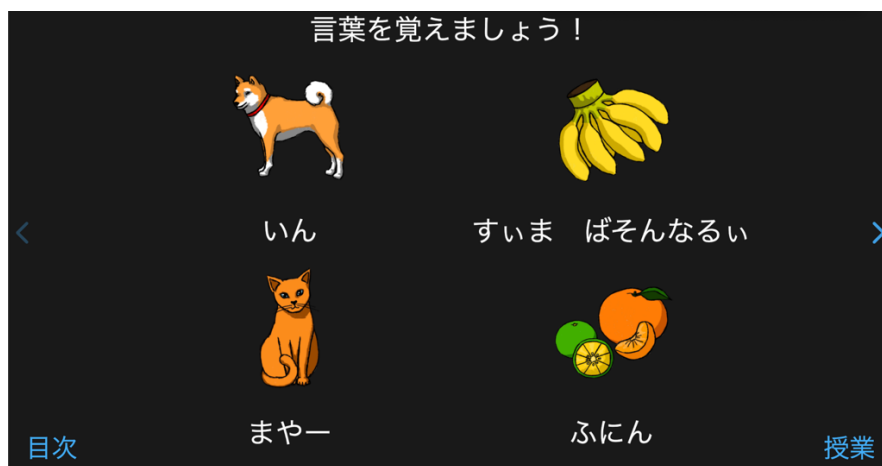 言葉を覚えましょう！
いん
すぃま　ばそんなるぃ
まやー
ふにん
目次
授業